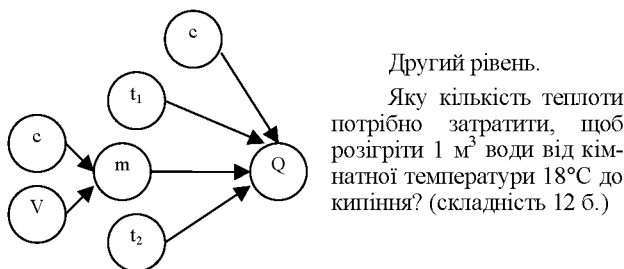 c
t₁
c
m
Q
V
t₂
Другий рівень.
Яку кількість теплоти
потрібно затратити, щоб
розігріти 1 м³ води від кім-
натної температури 18°С до
кипіння? (складність 12 б.)